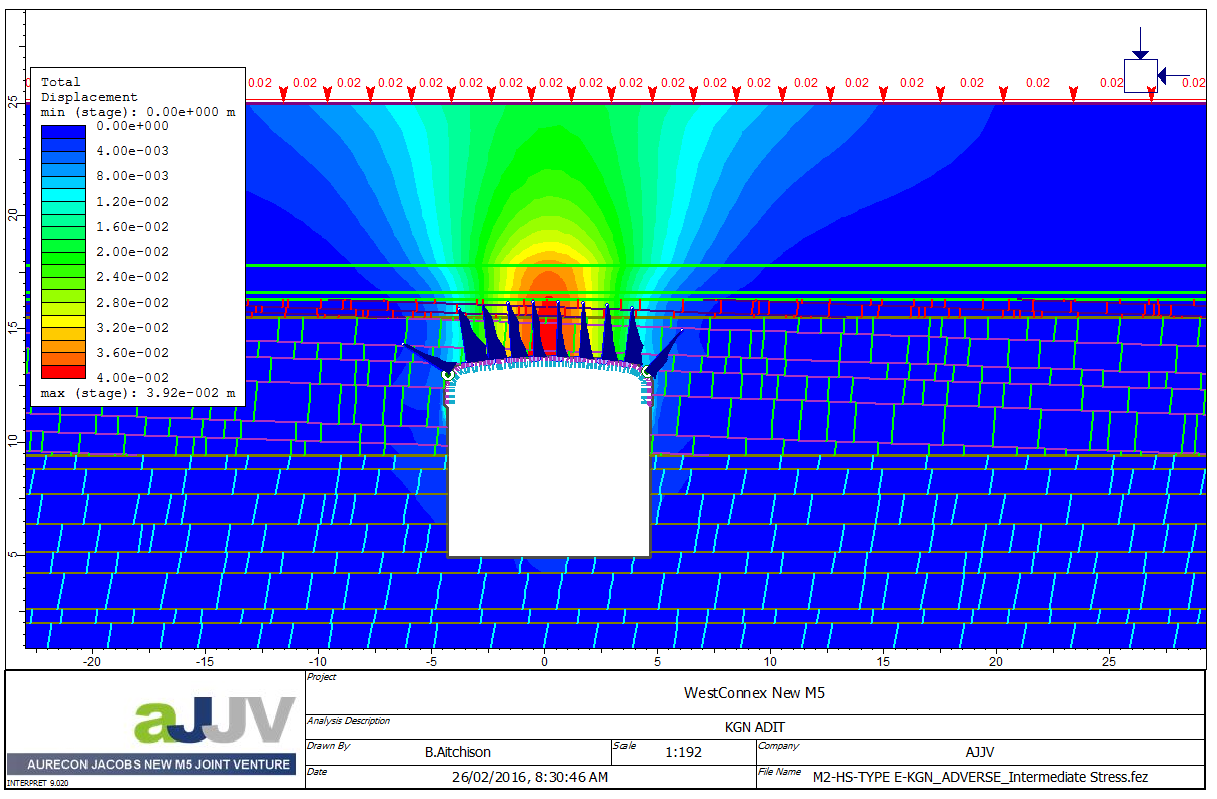 0.02 0.02 0.02 0.02 0.02 0.02 0.02 0.02 0.02 0.02 0.02 0.02 0.02 0.02 0.02 0.02 0.02 0.02 0.02
Total
Displacement
min (stage): 0.00e+000 m
0.00e+000
4.00e-003
8.00e-003
1.20e-002
1.60e-002
2.00e-002
2.40e-002
2.80e-002
3.20e-002
3.60e-002
4.00e-002
max (stage): 3.92e-002 m
25
20
15
10
5
-20 -15 -10 -5 0 5 10 15 20 25
aJJV
AURECON JACOBS NEW M5 JOINT VENTURE
INTERPRET 9.020
Project
WestConnex New M5
Analysis Description
KGN ADIT
Drawn By B.Aitchison Scale 1:192 Company AJJV
Date 26/02/2016, 8:30:46 AM File Name M2-HS-TYPE E-KGN_ADVERSE_Intermediate Stress.fez